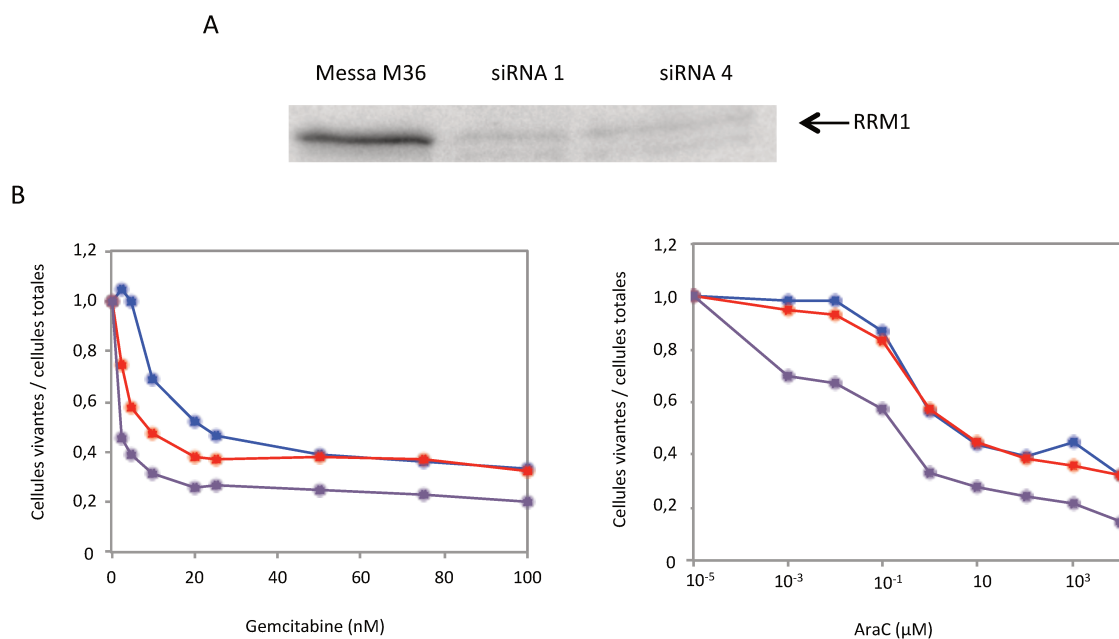 A
Messa M36 siRNA 1 siRNA 4
RRM1
B
Cellules vivantes / cellules totales
1,2
1,0
0,8
0,6
0,4
0,2
0
0 20 40 60 80 100
Gemcitabine (nM)
Cellules vivantes / cellules totales
1,2
1,0
0,8
0,6
0,4
0,2
0
10⁻⁵ 10⁻³ 10⁻¹ 10 10³
AraC (μM)